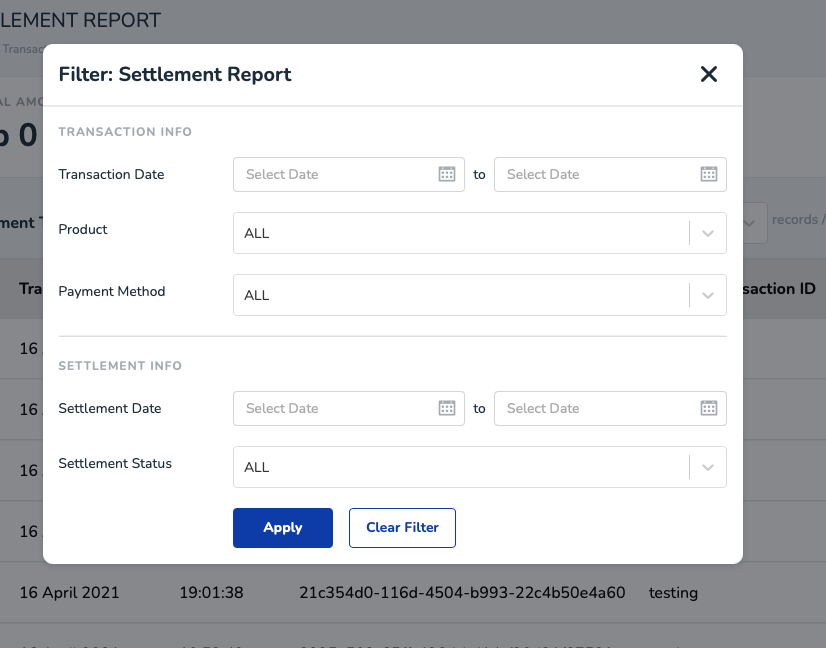 LEMENT REPORT
Transac
Filter: Settlement Report
AL AMO
0
TRANSACTION INFO
Transaction Date Select Date to Select Date
Product ALL
records /
ment T
Payment Method ALL
Tra
saction ID
16
SETTLEMENT INFO
Settlement Date Select Date to Select Date
16
Settlement Status ALL
16
Apply Clear Filter
16
16 April 2021 19:01:38 21c354d0-116d-4504-b993-22c4b50e4a60 testing